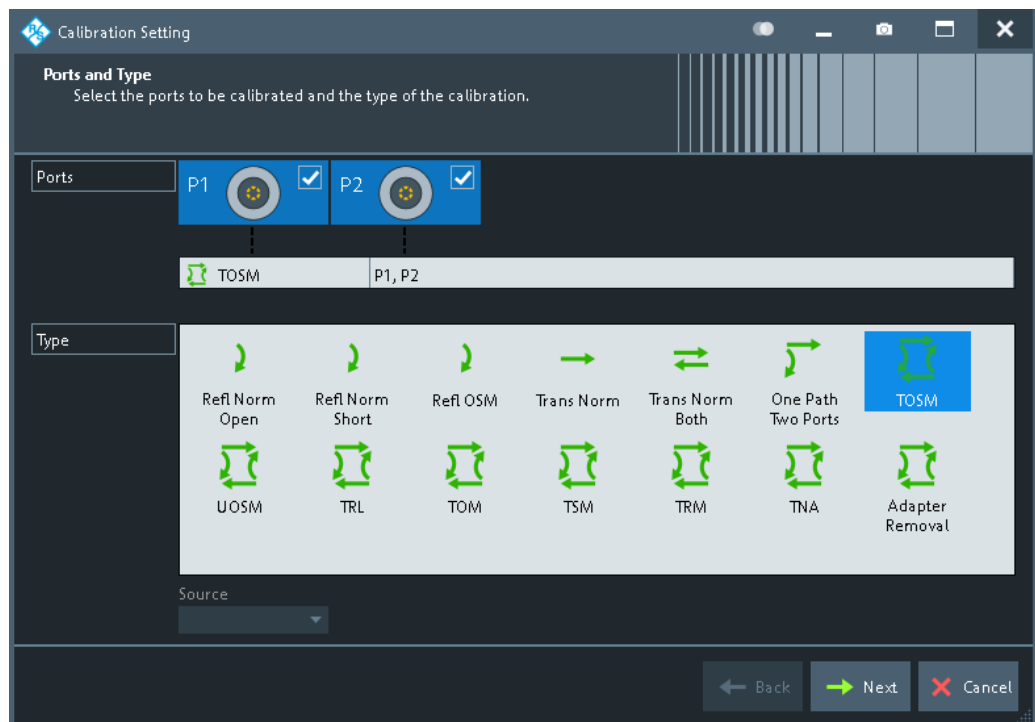 R&S
Calibration Setting
Ports and Type
Select the ports to be calibrated and the type of the calibration.
Ports
P1
P2
TOSM
P1, P2
Type
Refl Norm
Open
Refl Norm
Short
Refl OSM
Trans Norm
Trans Norm
Both
One Path
Two Ports
TOSM
UOSM
TRL
TOM
TSM
TRM
TNA
Adapter
Removal
Source
Back
Next
Cancel